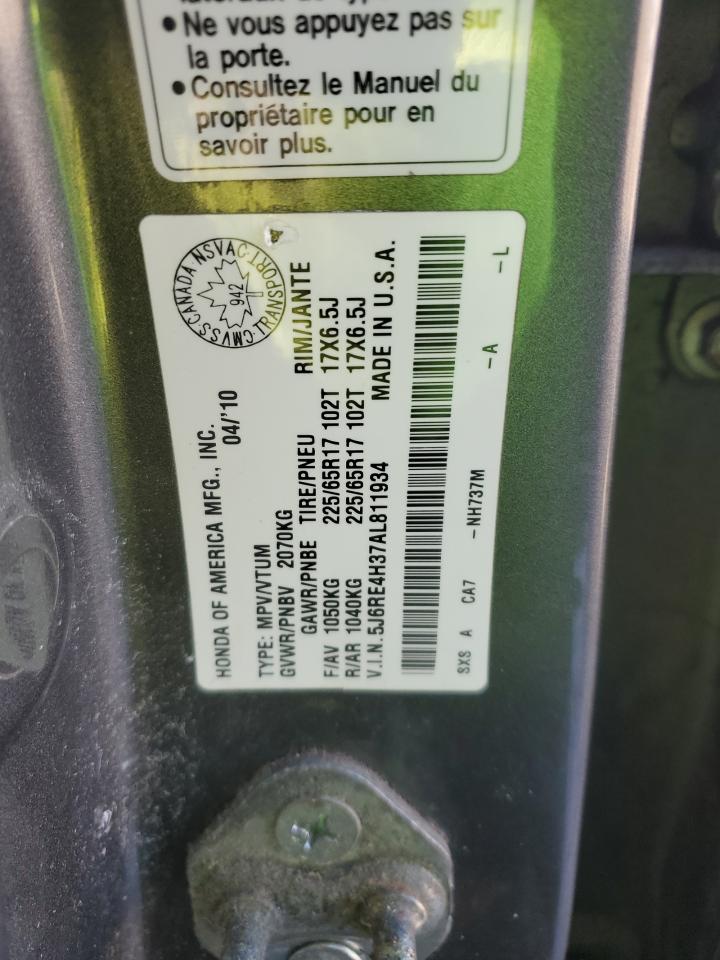 • Ne vous appuyez pas sur
la porte.
• Consultez le Manuel du
propriétaire pour en
savoir plus.
CMVSS·CANADA·NSVAC·TRANSPORT·
942
HONDA OF AMERICA MFG., INC.
04/'10
TYPE: MPV/VTUM
GVWR/PNBV 2070KG
GAWR/PNBE TIRE/PNEU RIM/JANTE
F/AV 1050KG 225/65R17 102T 17X6.5J
R/AR 1040KG 225/65R17 102T 17X6.5J
V.I.N.5J6RE4H37AL811934 MADE IN U.S.A.
SXS A CA7 -NH737M -A -L